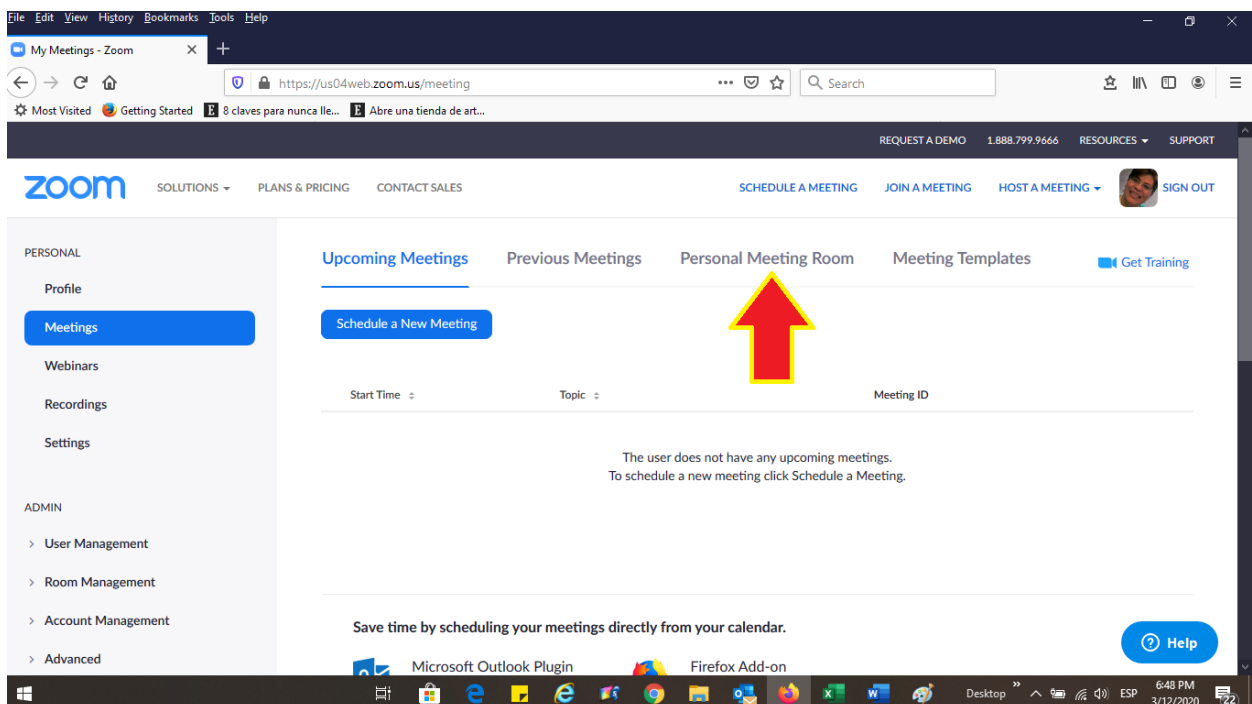 File Edit View History Bookmarks Tools Help
My Meetings - Zoom
https://us04web.zoom.us/meeting
Search
Most Visited Getting Started E 8 claves para nunca lle... E Abre una tienda de art...
REQUEST A DEMO 1.888.799.9666 RESOURCES SUPPORT
zoom SOLUTIONS PLANS & PRICING CONTACT SALES SCHEDULE A MEETING JOIN A MEETING HOST A MEETING SIGN OUT
PERSONAL
Profile
Meetings
Webinars
Recordings
Settings
ADMIN
User Management
Room Management
Account Management
Advanced
Upcoming Meetings Previous Meetings Personal Meeting Room Meeting Templates Get Training
Schedule a New Meeting
Start Time Topic Meeting ID
The user does not have any upcoming meetings.
To schedule a new meeting click Schedule a Meeting.
Save time by scheduling your meetings directly from your calendar.
Microsoft Outlook Plugin Firefox Add-on
Help
Desktop ESP 6:48 PM
3/12/2020 22